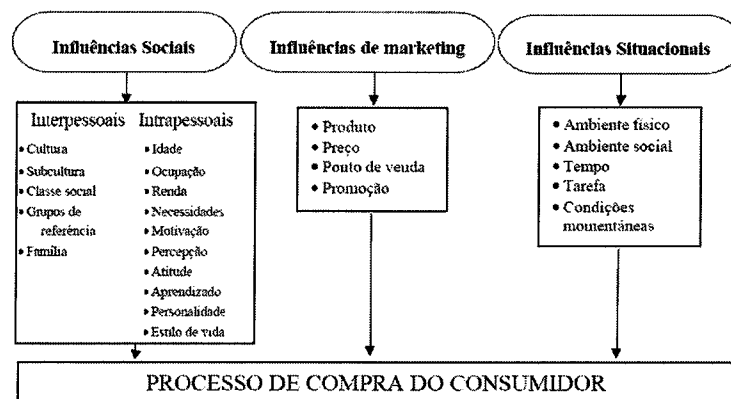 Influências Sociais
Influências de marketing
Influências Situacionais
Interpessoais
Cultura
Subcultura
Classe social
Grupos de
referência
Família
Intrapessoais
Idade
Ocupação
Renda
Necessidades
Motivação
Percepção
Atitude
Aprendizado
Personalidade
Estilo de vida
Produto
Preço
Ponto de venda
Promoção
Ambiente físico
Ambiente social
Tempo
Tarefa
Condições
momentâneas
PROCESSO DE COMPRA DO CONSUMIDOR